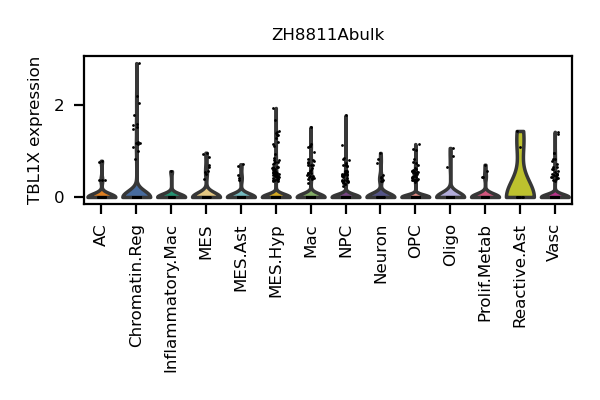 ZH8811Abulk
TBL1X expression
2
0
AC
Chromatin.Reg
Inflammatory.Mac
MES
MES.Ast
MES.Hyp
Mac
NPC
Neuron
OPC
Oligo
Prolif.Metab
Reactive.Ast
Vasc